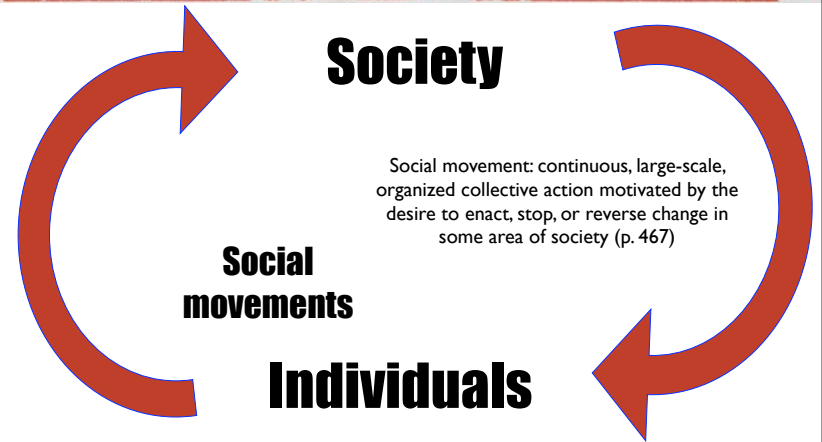 Society
Social movement: continuous, large-scale,
organized collective action motivated by the
desire to enact, stop, or reverse change in
some area of society (p. 467)
Social
movements
Individuals